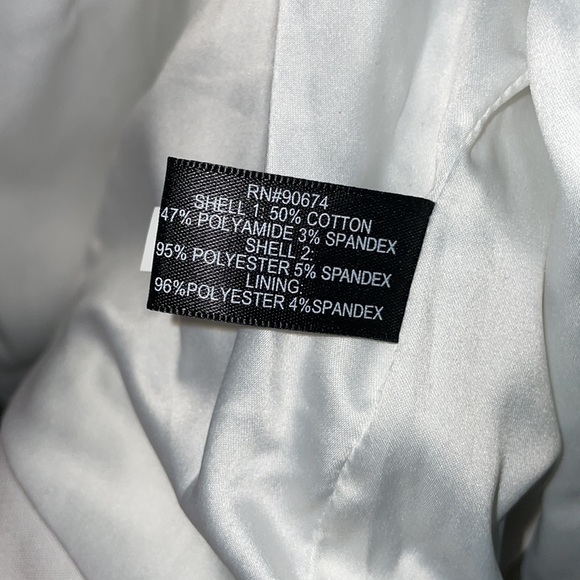 RN#90674
SHELL 1: 50% COTTON
47% POLYAMIDE 3% SPANDEX
SHELL 2:
95% POLYESTER 5% SPANDEX
LINING:
96%POLYESTER 4%SPANDEX